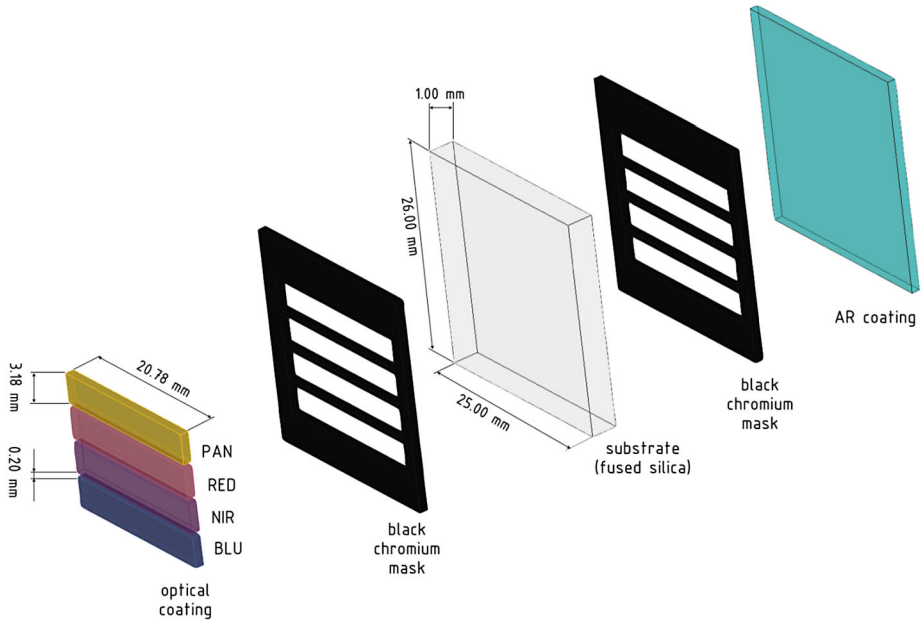 1.00 mm
26.00 mm
25.00 mm
substrate
(fused silica)
AR coating
black
chromium
mask
black
chromium
mask
3.18 mm
20.78 mm
0.20 mm
PAN
RED
NIR
BLU
optical
coating